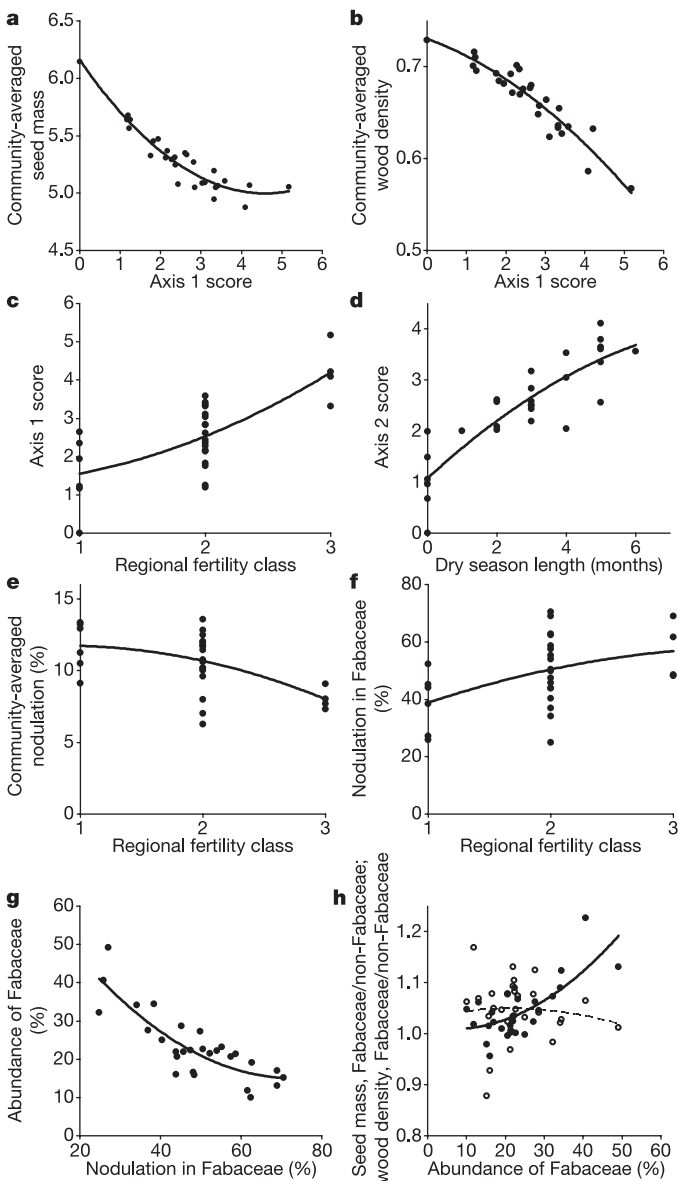 a
Community-averaged
seed mass
6.5
6.0
5.5
5.0
4.5
0 1 2 3 4 5 6
Axis 1 score
b
Community-averaged
wood density
0.7
0.6
0.5
0 1 2 3 4 5 6
Axis 1 score
c
Axis 1 score
6
5
4
3
2
1
0
1 2 3
Regional fertility class
d
Axis 2 score
4
3
2
1
0
0 2 4 6
Dry season length (months)
e
Community-averaged
nodulation (%)
15
10
5
0
1 2 3
Regional fertility class
f
Nodulation in Fabaceae
(%)
80
60
40
20
0
1 2 3
Regional fertility class
g
Abundance of Fabaceae
(%)
60
50
40
30
20
10
0
20 40 60 80
Nodulation in Fabaceae (%)
h
Seed mass, Fabaceae/non-Fabaceae;
wood density, Fabaceae/non-Fabaceae
1.2
1.1
1.0
0.9
0.8
0 10 20 30 40 50 60
Abundance of Fabaceae (%)